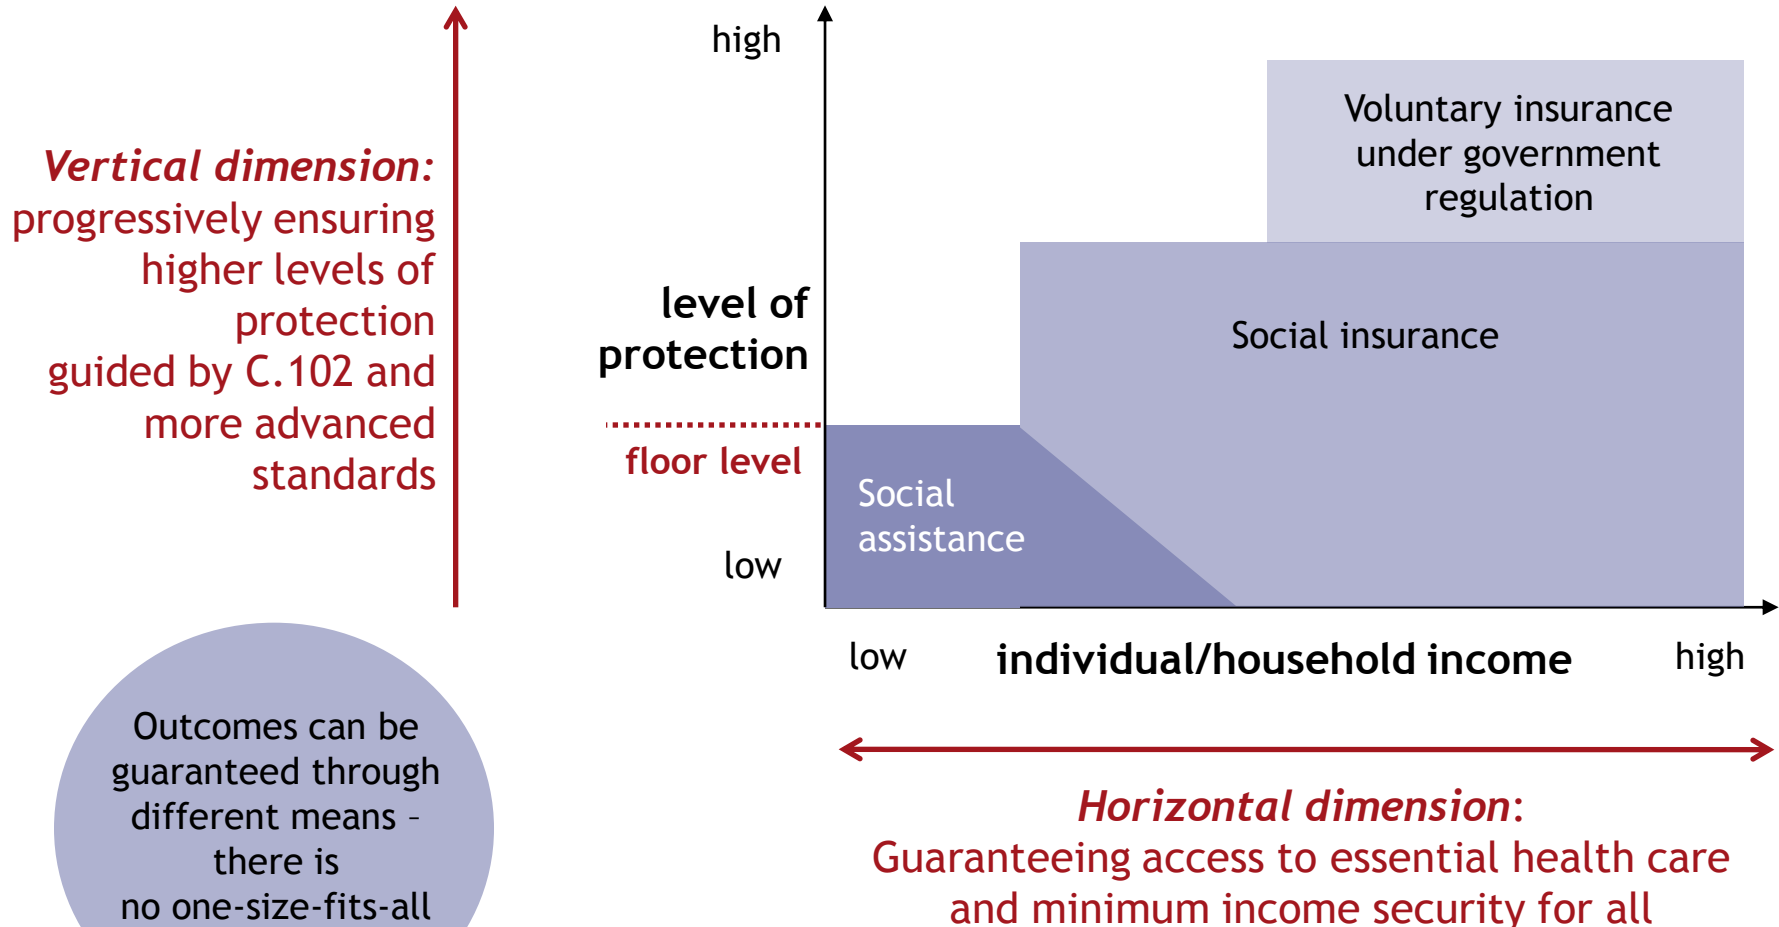 Vertical dimension:
progressively ensuring
higher levels of
protection
guided by C.102 and
more advanced
standards
high
level of
protection
floor level
low
Voluntary insurance
under government
regulation
Social insurance
Social
assistance
low
individual/household income
high
Outcomes can be
guaranteed through
different means –
there is
no one-size-fits-all
Horizontal dimension:
Guaranteeing access to essential health care
and minimum income security for all